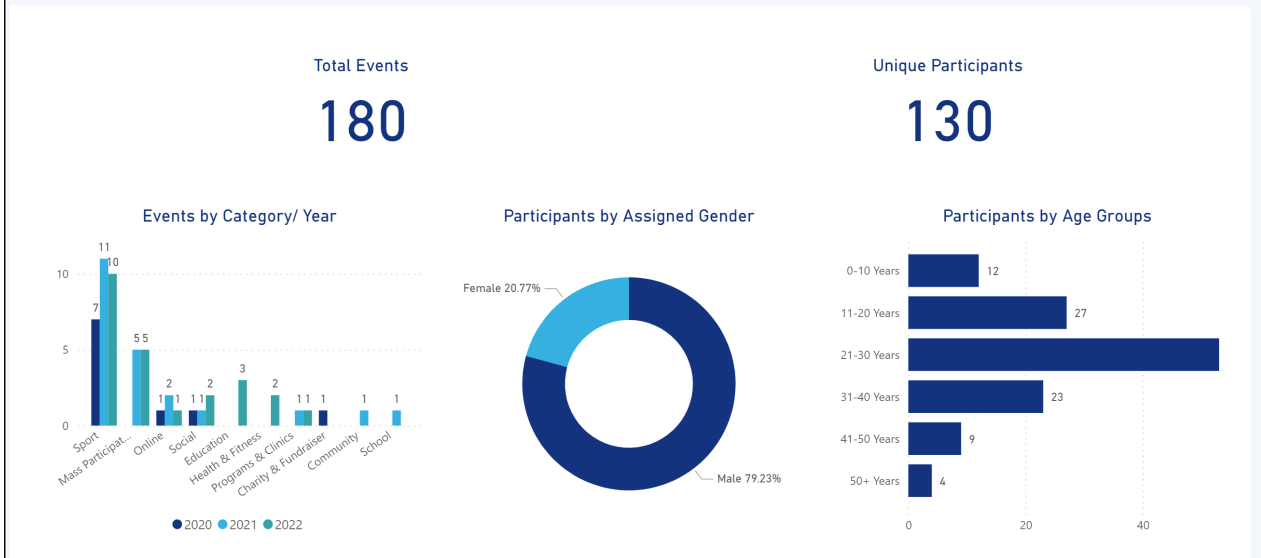 Total Events
Unique Participants
180
130
Events by Category/ Year
11
10
10
7
5 5
5
3
2
2
2
1
1
1 1
1 1
1
1
1
0
Sport
Mass Participat...
Online
Social
Education
Health & Fitness
Programs & Clinics
Charity & Fundraiser
Community
School
2020 2021 2022
Participants by Assigned Gender
Female 20.77%
Male 79.23%
Participants by Age Groups
0-10 Years 12
11-20 Years 27
21-30 Years
31-40 Years 23
41-50 Years 9
50+ Years 4
0 20 40